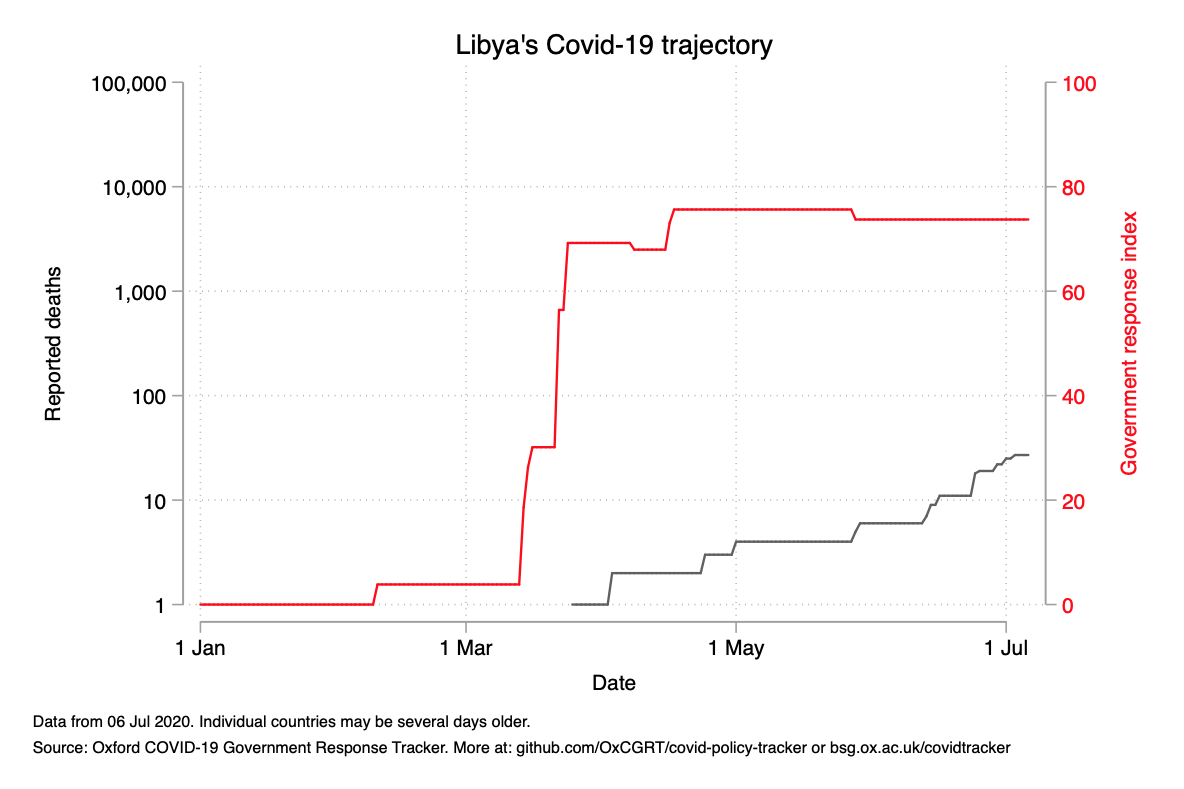 Libya's Covid-19 trajectory
100,000
10,000
1,000
100
10
1
Reported deaths
100
80
60
40
20
0
Government response index
1 Jan
1 Mar
1 May
1 Jul
Date
Data from 06 Jul 2020. Individual countries may be several days older.
Source: Oxford COVID-19 Government Response Tracker. More at: github.com/OxCGRT/covid-policy-tracker or bsg.ox.ac.uk/covidtracker